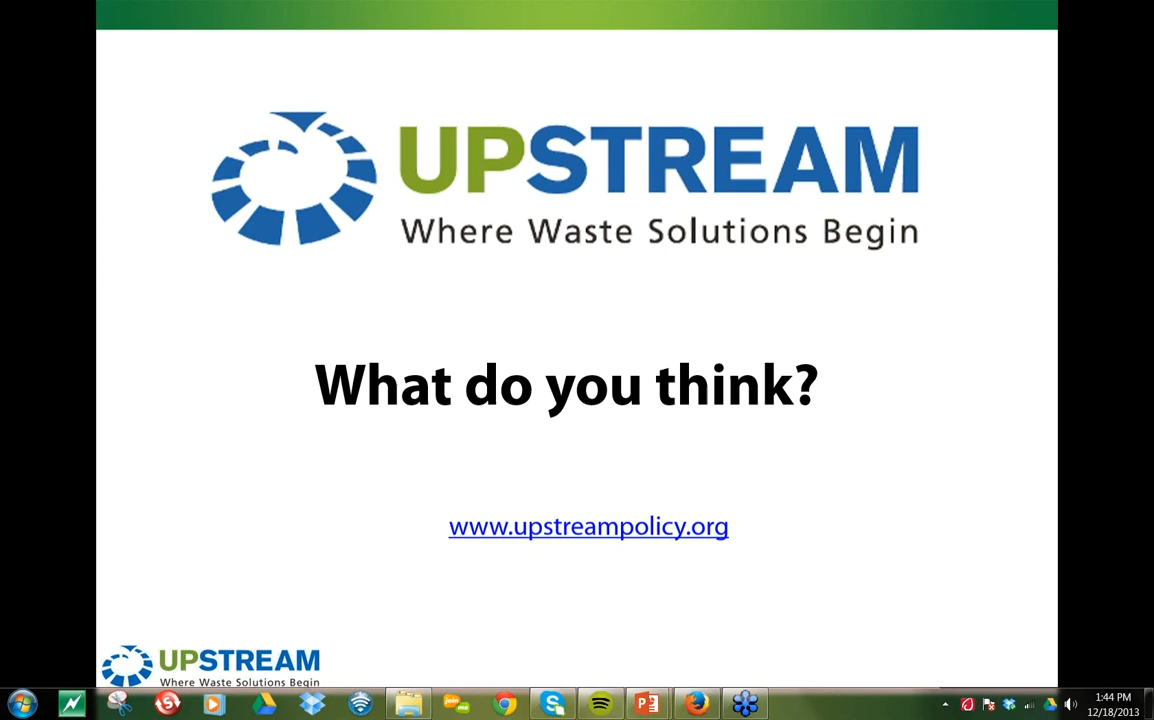 UPSTREAM
Where Waste Solutions Begin
What do you think?
www.upstreampolicy.org
UPSTREAM
Where Waste Solutions Begin
1:44 PM
12/18/2013